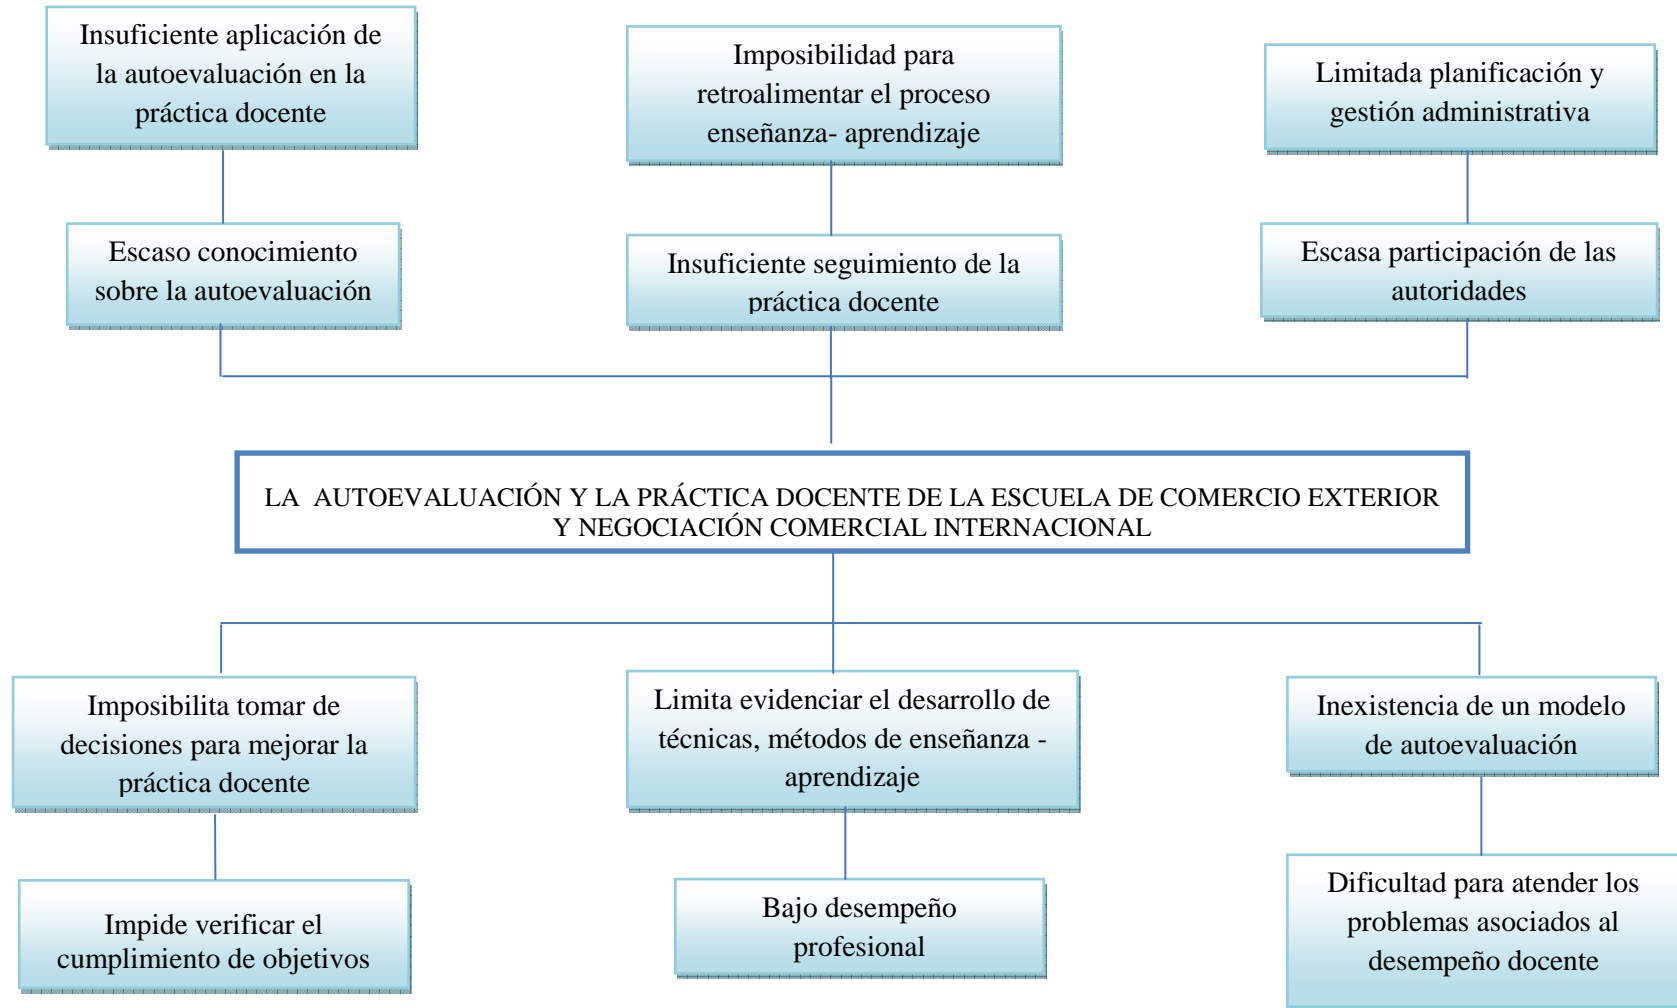 Insuficiente aplicación de
la autoevaluación en la
práctica docente
Imposibilidad para
retroalimentar el proceso
enseñanza- aprendizaje
Limitada planificación y
gestión administrativa
Escaso conocimiento
sobre la autoevaluación
Insuficiente seguimiento de la
práctica docente
Escasa participación de las
autoridades
LA AUTOEVALUACIÓN Y LA PRÁCTICA DOCENTE DE LA ESCUELA DE COMERCIO EXTERIOR
Y NEGOCIACIÓN COMERCIAL INTERNACIONAL
Imposibilita tomar de
decisiones para mejorar la
práctica docente
Limita evidenciar el desarrollo de
técnicas, métodos de enseñanza -
aprendizaje
Inexistencia de un modelo
de autoevaluación
Impide verificar el
cumplimiento de objetivos
Bajo desempeño
profesional
Dificultad para atender los
problemas asociados al
desempeño docente